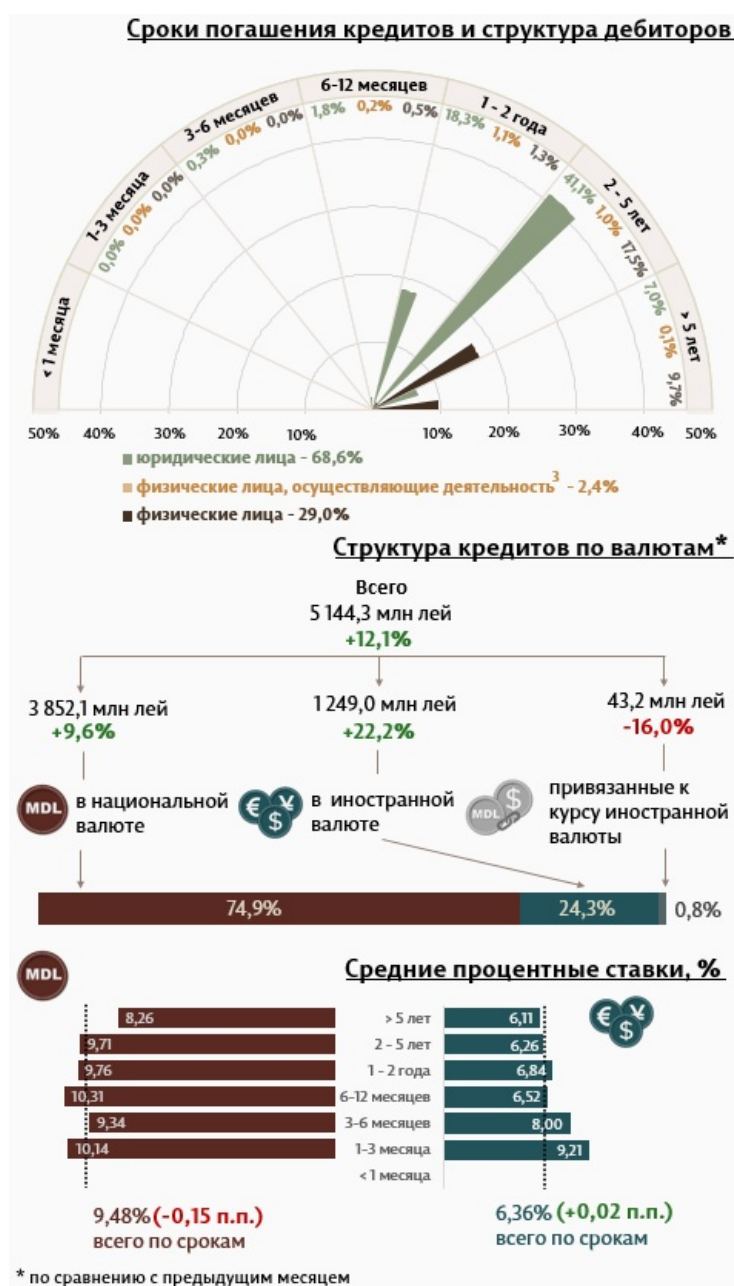 Сроки погашения кредитов и структура дебиторов
< 1 месяца
1-3 месяца
0,0% 0,0% 0,0%
3-6 месяцев
0,3% 0,0% 0,0%
6-12 месяцев
1,8% 0,2% 0,5%
1 - 2 года
18,3% 1,1% 1,3%
2 - 5 лет
41,1% 1,0% 17,5%
> 5 лет
7,0% 0,1% 9,7%
50% 40% 30% 20% 10% 10% 20% 30% 40% 50%
юридические лица - 68,6%
физические лица, осуществляющие деятельность3 - 2,4%
физические лица - 29,0%
Структура кредитов по валютам*
Всего
5 144,3 млн лей
+12,1%
3 852,1 млн лей
+9,6%
1 249,0 млн лей
+22,2%
43,2 млн лей
-16,0%
MDL
в национальной
валюте
€ ¥ $
в иностранной
валюте
MDL $
привязанные к
курсу иностранной
валюты
74,9% 24,3% 0,8%
MDL
Средние процентные ставки, %
€ ¥ $
8,26 > 5 лет 6,11
9,71 2 - 5 лет 6,26
9,76 1 - 2 года 6,84
10,31 6-12 месяцев 6,52
9,34 3-6 месяцев 8,00
10,14 1-3 месяца 9,21
< 1 месяца
9,48% (-0,15 п.п.)
всего по срокам
6,36% (+0,02 п.п.)
всего по срокам
* по сравнению с предыдущим месяцем